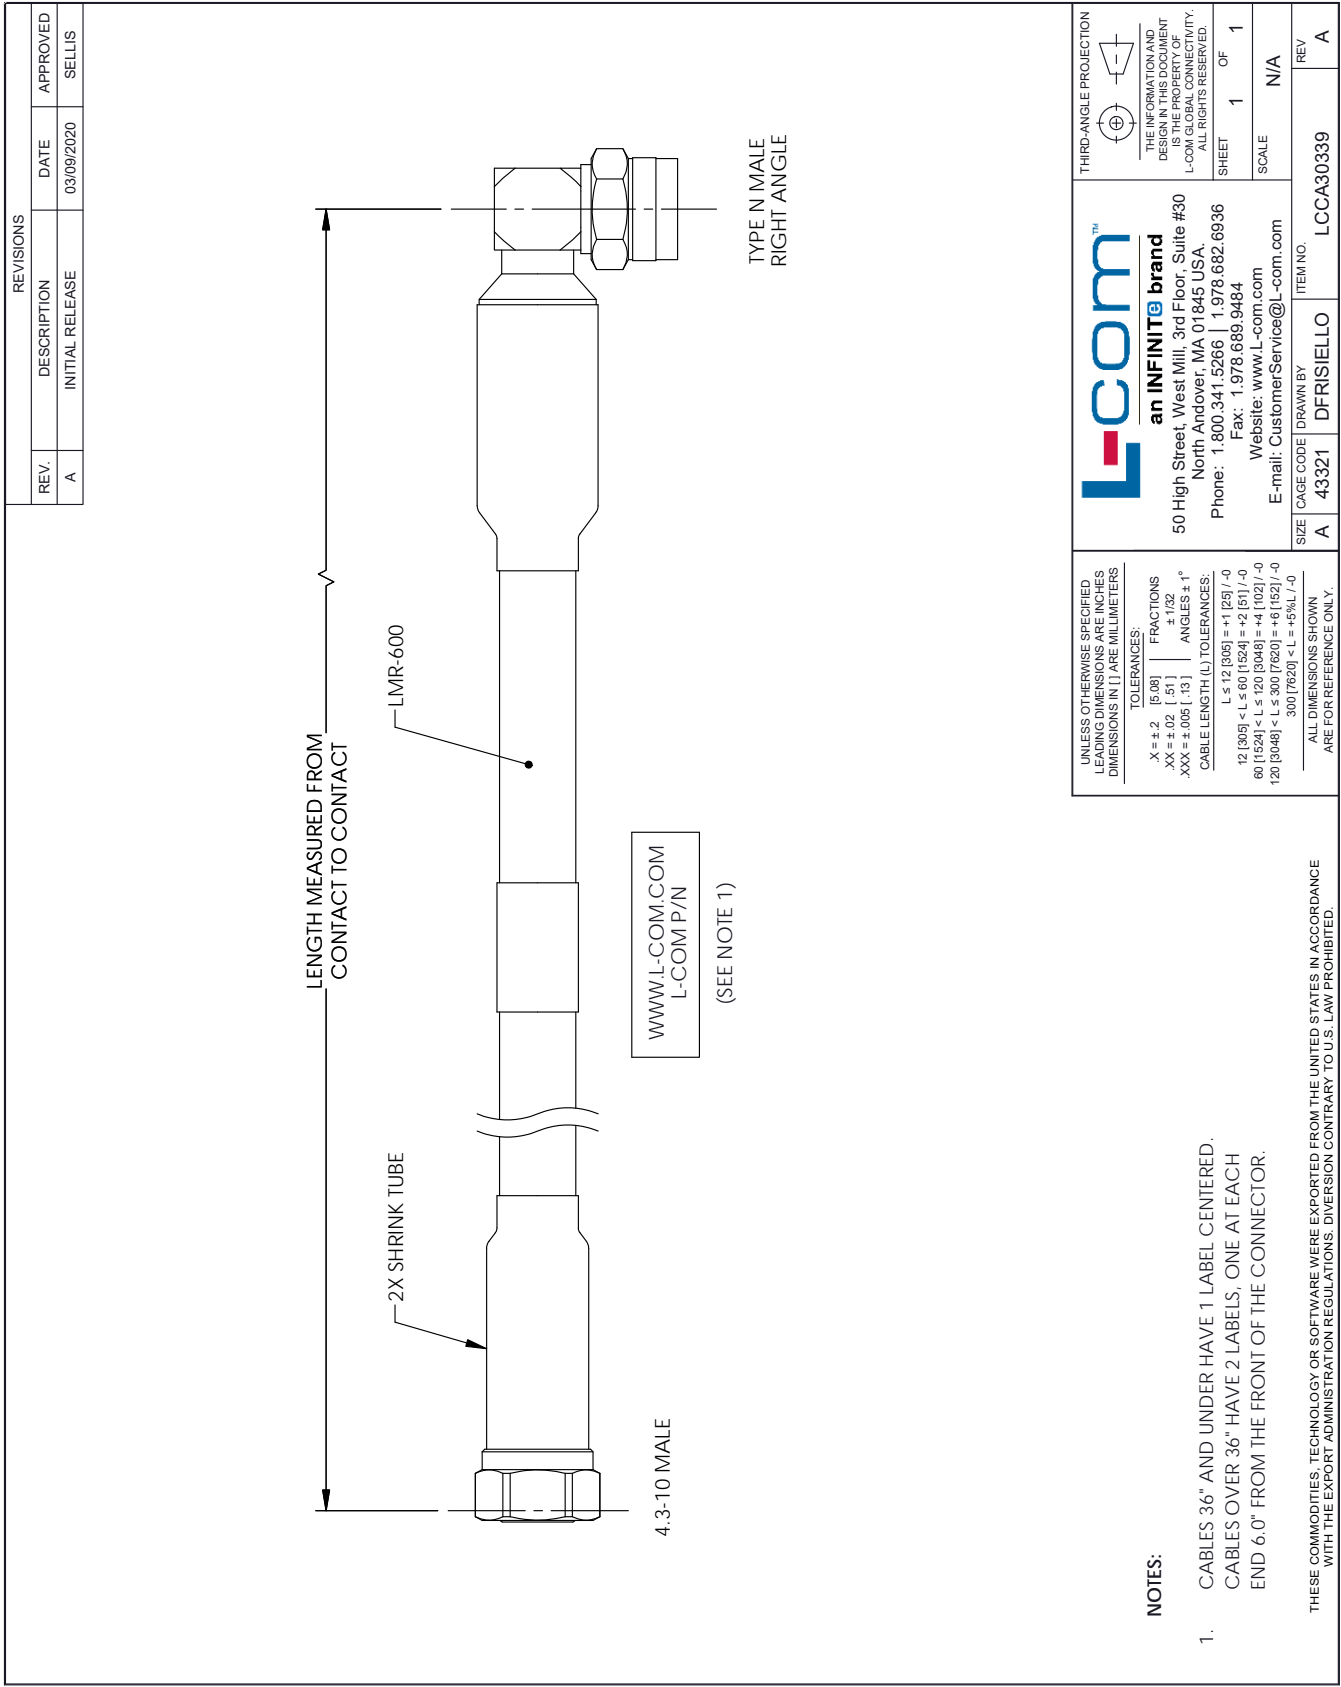 REVISIONS
REV. DESCRIPTION DATE APPROVED
A INITIAL RELEASE 03/09/2020 SELLIS
LENGTH MEASURED FROM
CONTACT TO CONTACT
2X SHRINK TUBE
LMR-600
4.3-10 MALE
WWW.L-COM.COM
L-COM P/N
(SEE NOTE 1)
TYPE N MALE
RIGHT ANGLE
NOTES:
1. CABLES 36" AND UNDER HAVE 1 LABEL CENTERED.
CABLES OVER 36" HAVE 2 LABELS, ONE AT EACH
END 6.0" FROM THE FRONT OF THE CONNECTOR.
THESE COMMODITIES, TECHNOLOGY OR SOFTWARE WERE EXPORTED FROM THE UNITED STATES IN ACCORDANCE
WITH THE EXPORT ADMINISTRATION REGULATIONS. DIVERSION CONTRARY TO U.S. LAW PROHIBITED.
UNLESS OTHERWISE SPECIFIED
LEADING DIMENSIONS ARE INCHES
DIMENSIONS IN [ ] ARE MILLIMETERS
TOLERANCES:
.X = ±.2 [5.08] FRACTIONS
.XX = ±.02 [ .51 ] ± 1/32
.XXX = ±.005 [ .13 ] ANGLES ± 1°
CABLE LENGTH (L) TOLERANCES:
L ≤ 12 [305] = +1 [25] / -0
12 [305] < L ≤ 60 [1524] = +2 [51] / -0
60 [1524] < L ≤ 120 [3048] = +4 [102] / -0
120 [3048] < L ≤ 300 [7620] = +6 [152] / -0
300 [7620] < L = +5%L / -0
ALL DIMENSIONS SHOWN
ARE FOR REFERENCE ONLY.
L-com™
an INFINITe brand
50 High Street, West Mill, 3rd Floor, Suite #30
North Andover, MA 01845 USA.
Phone: 1.800.341.5266 | 1.978.682.6936
Fax: 1.978.689.9484
Website: www.L-com.com
E-mail: CustomerService@L-com.com
THIRD-ANGLE PROJECTION
THE INFORMATION AND
DESIGN IN THIS DOCUMENT
IS THE PROPERTY OF
L-COM GLOBAL CONNECTIVITY.
ALL RIGHTS RESERVED.
SHEET 1 OF 1
SCALE N/A
SIZE CAGE CODE DRAWN BY ITEM NO. REV
A 43321 DFRISIELLO LCCA30339 A